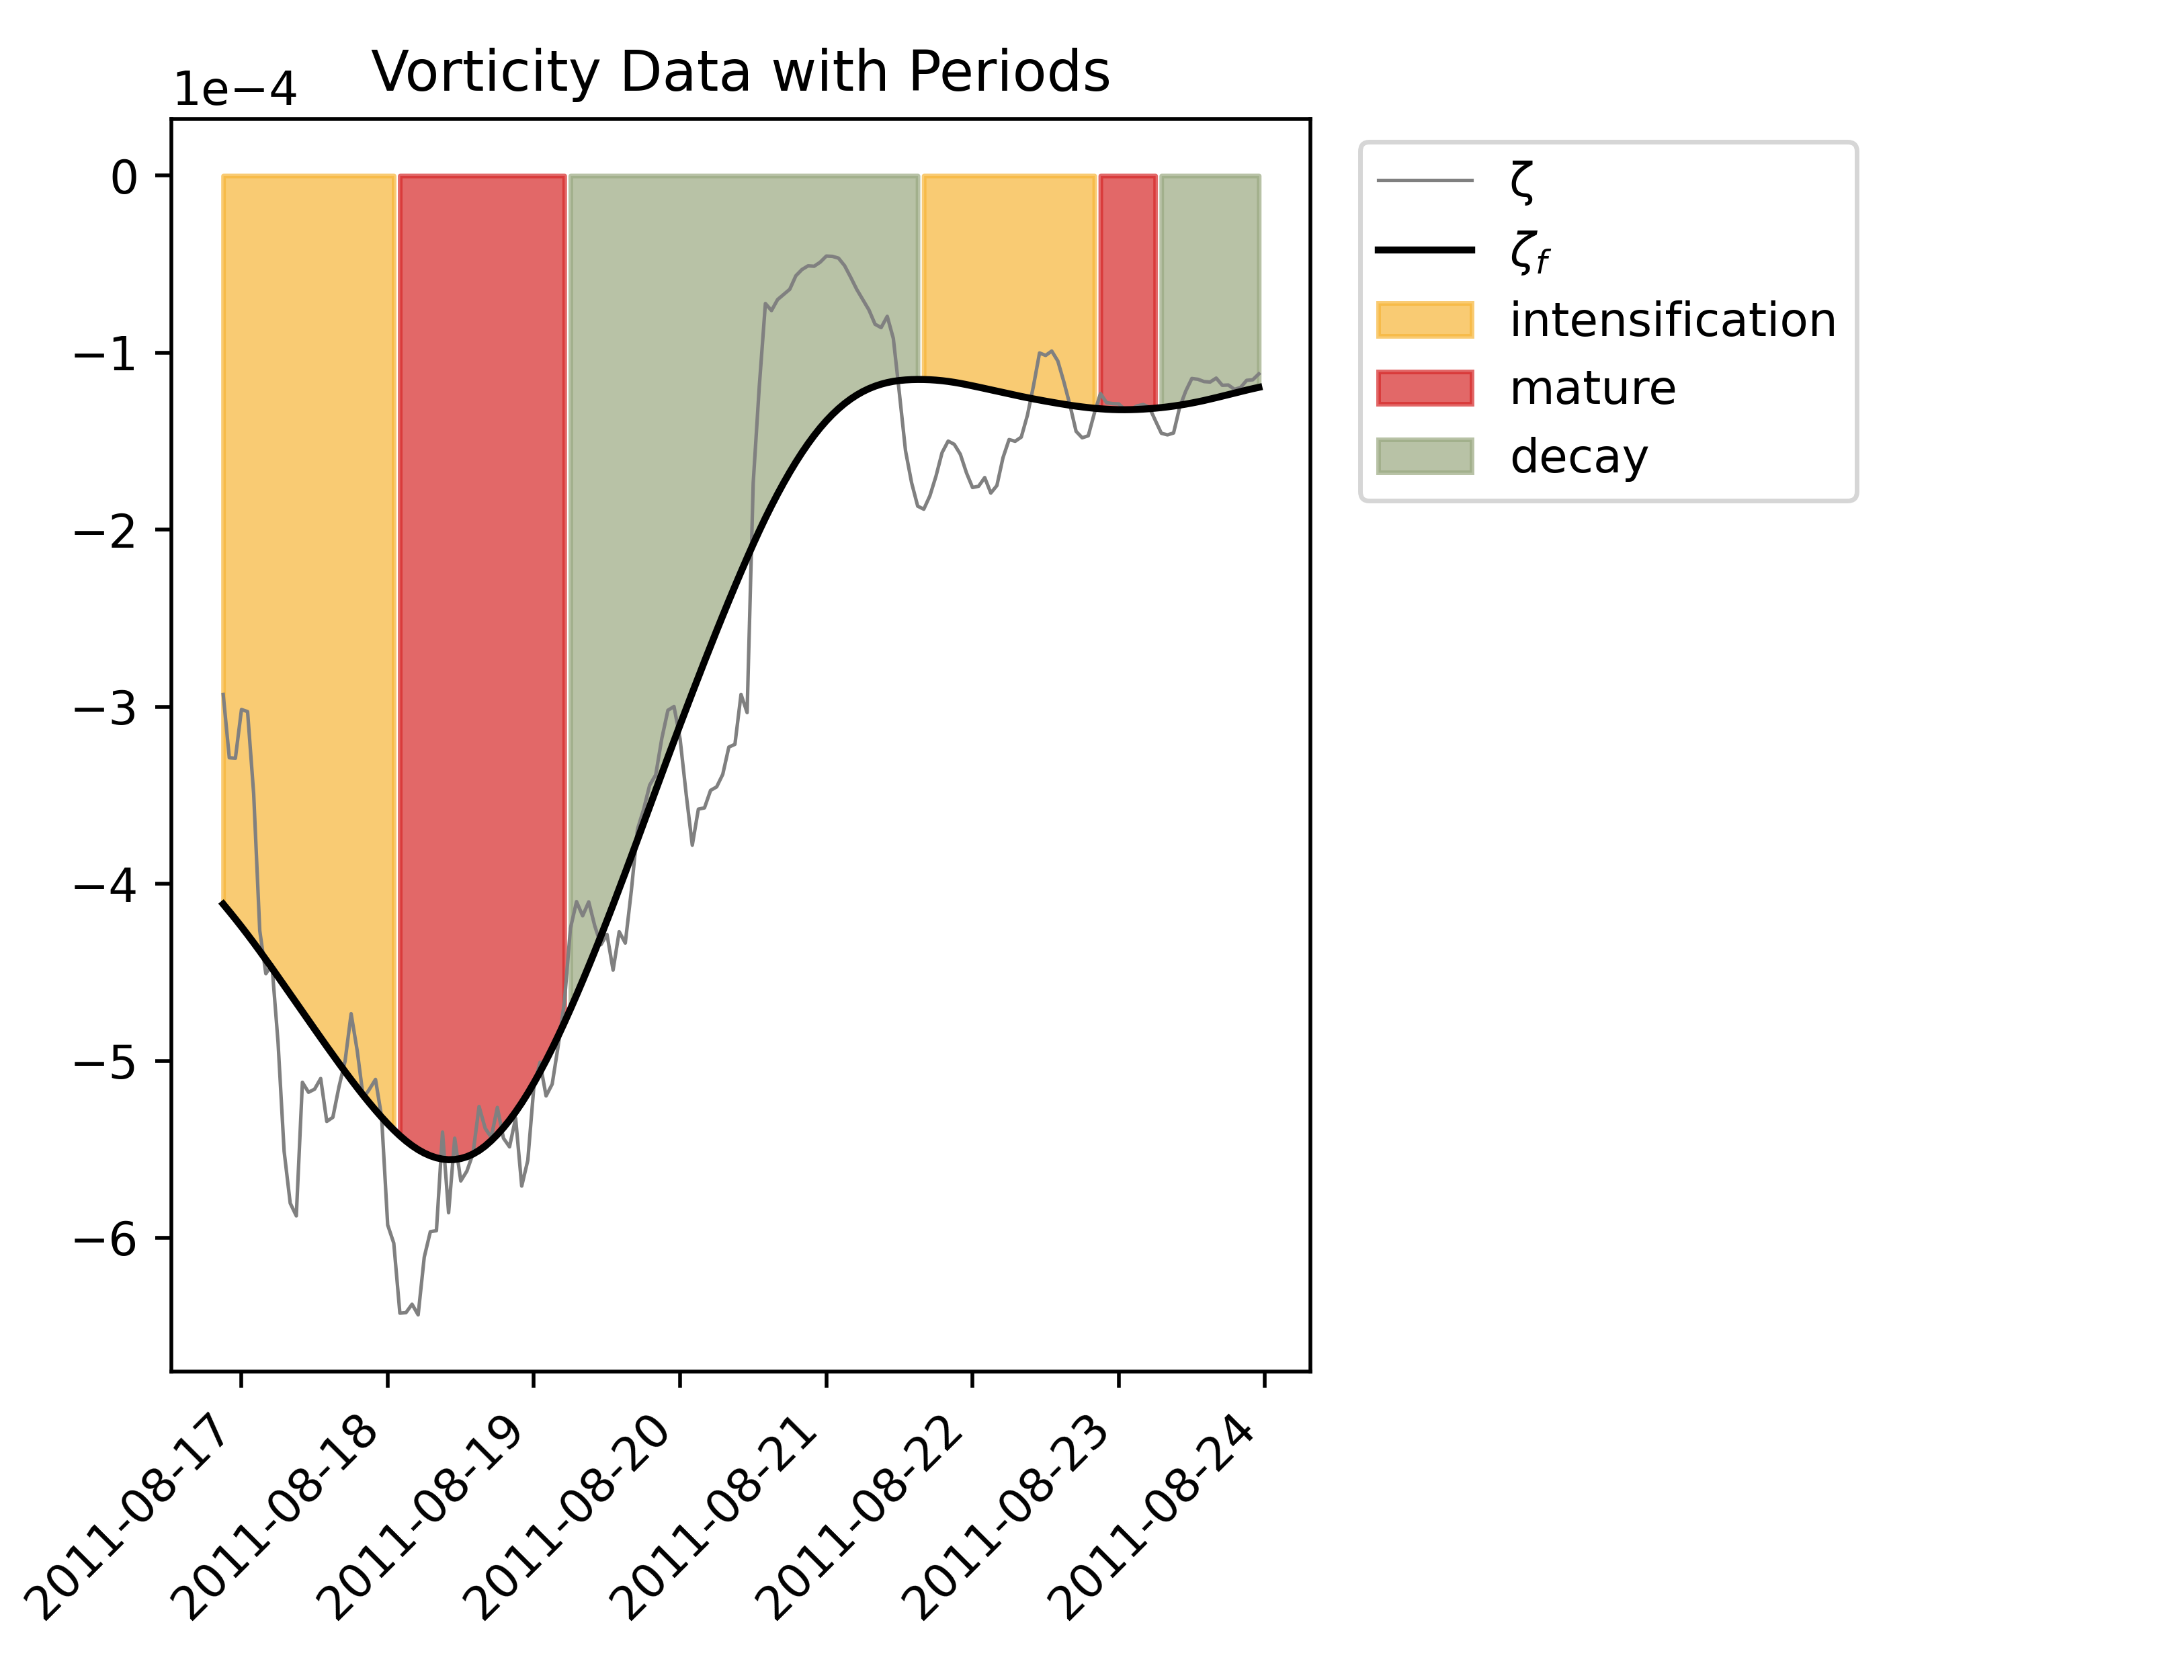 Vorticity Data with Periods
1e−4
0
−1
−2
−3
−4
−5
−6
2011-08-17
2011-08-18
2011-08-19
2011-08-20
2011-08-21
2011-08-22
2011-08-23
2011-08-24
ζ
ζf
intensification
mature
decay